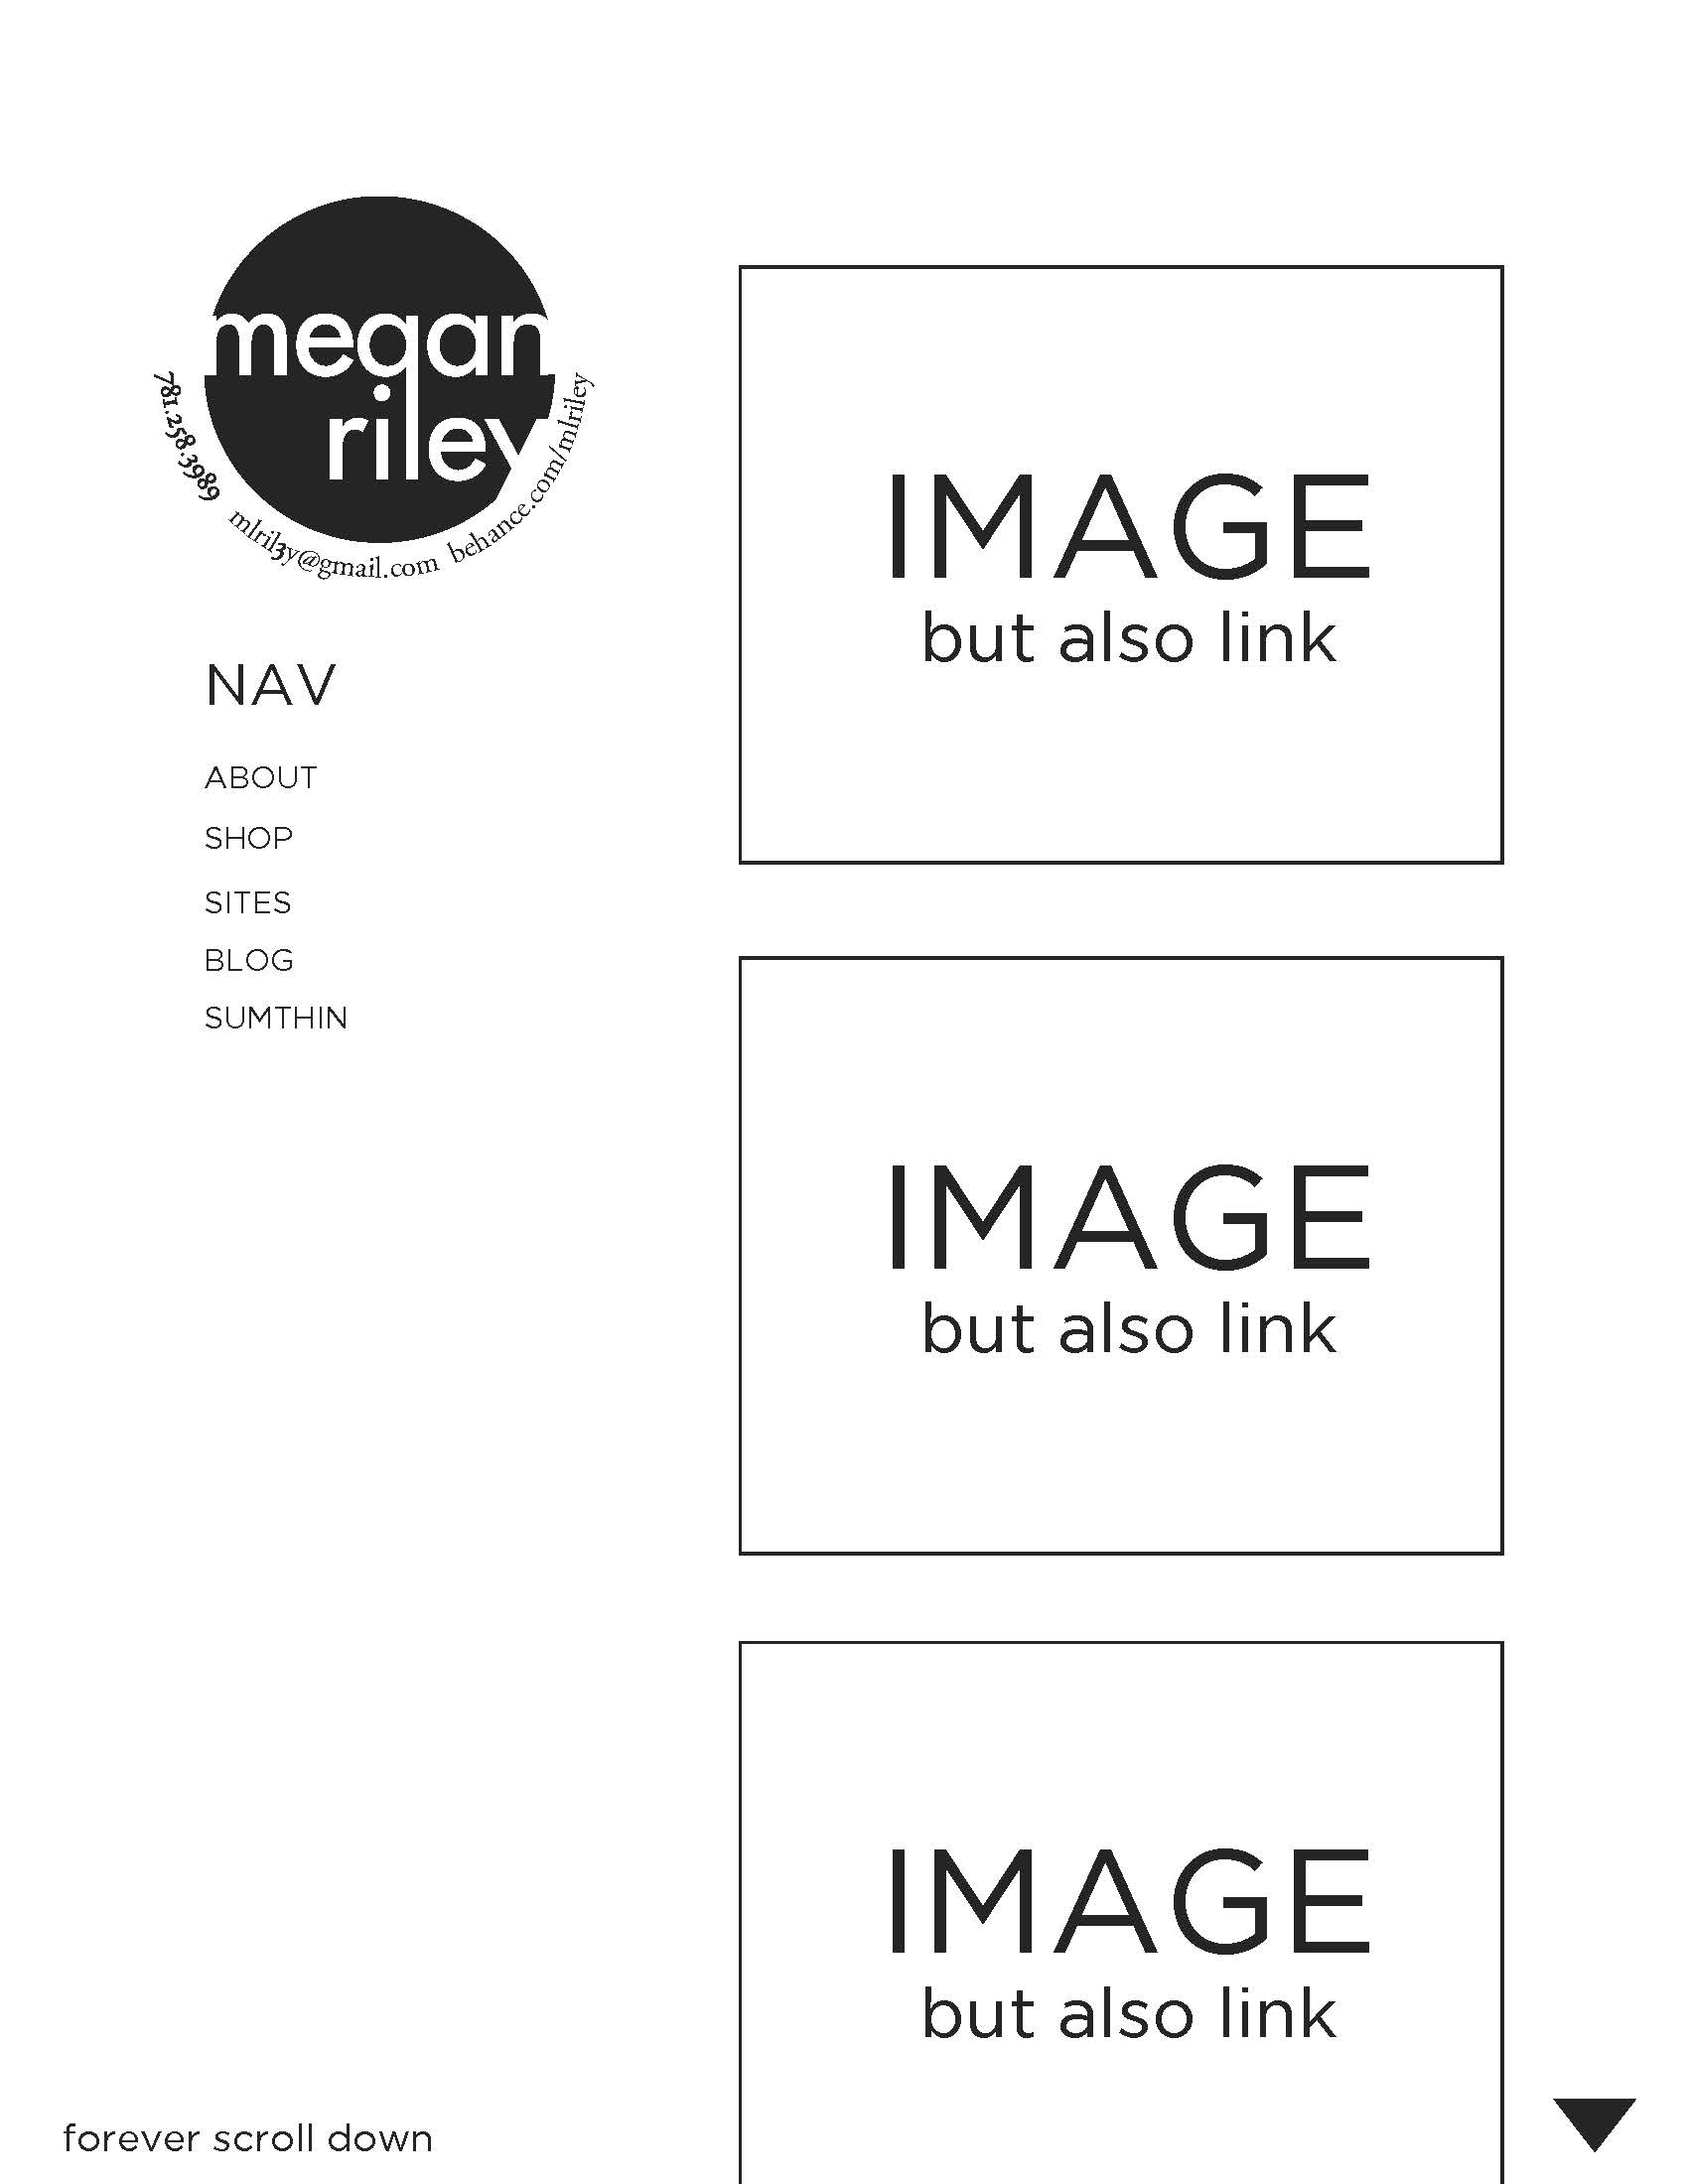 megan
riley
781.258.3989
mlril3y@gmail.com
behance.com/mlriley
NAV
ABOUT
SHOP
SITES
BLOG
SUMTHIN
IMAGE
but also link
IMAGE
but also link
IMAGE
but also link
forever scroll down